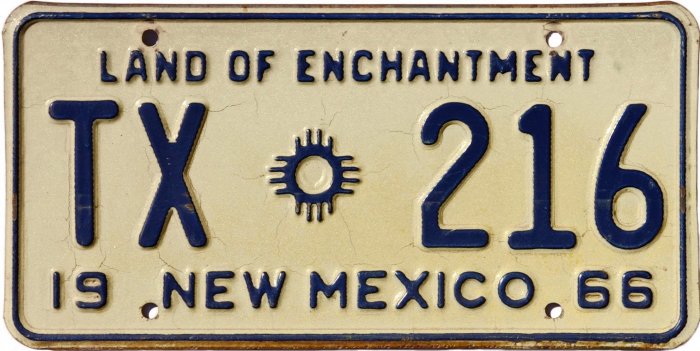 LAND OF ENCHANTMENT
TX 216
19 NEW MEXICO 66